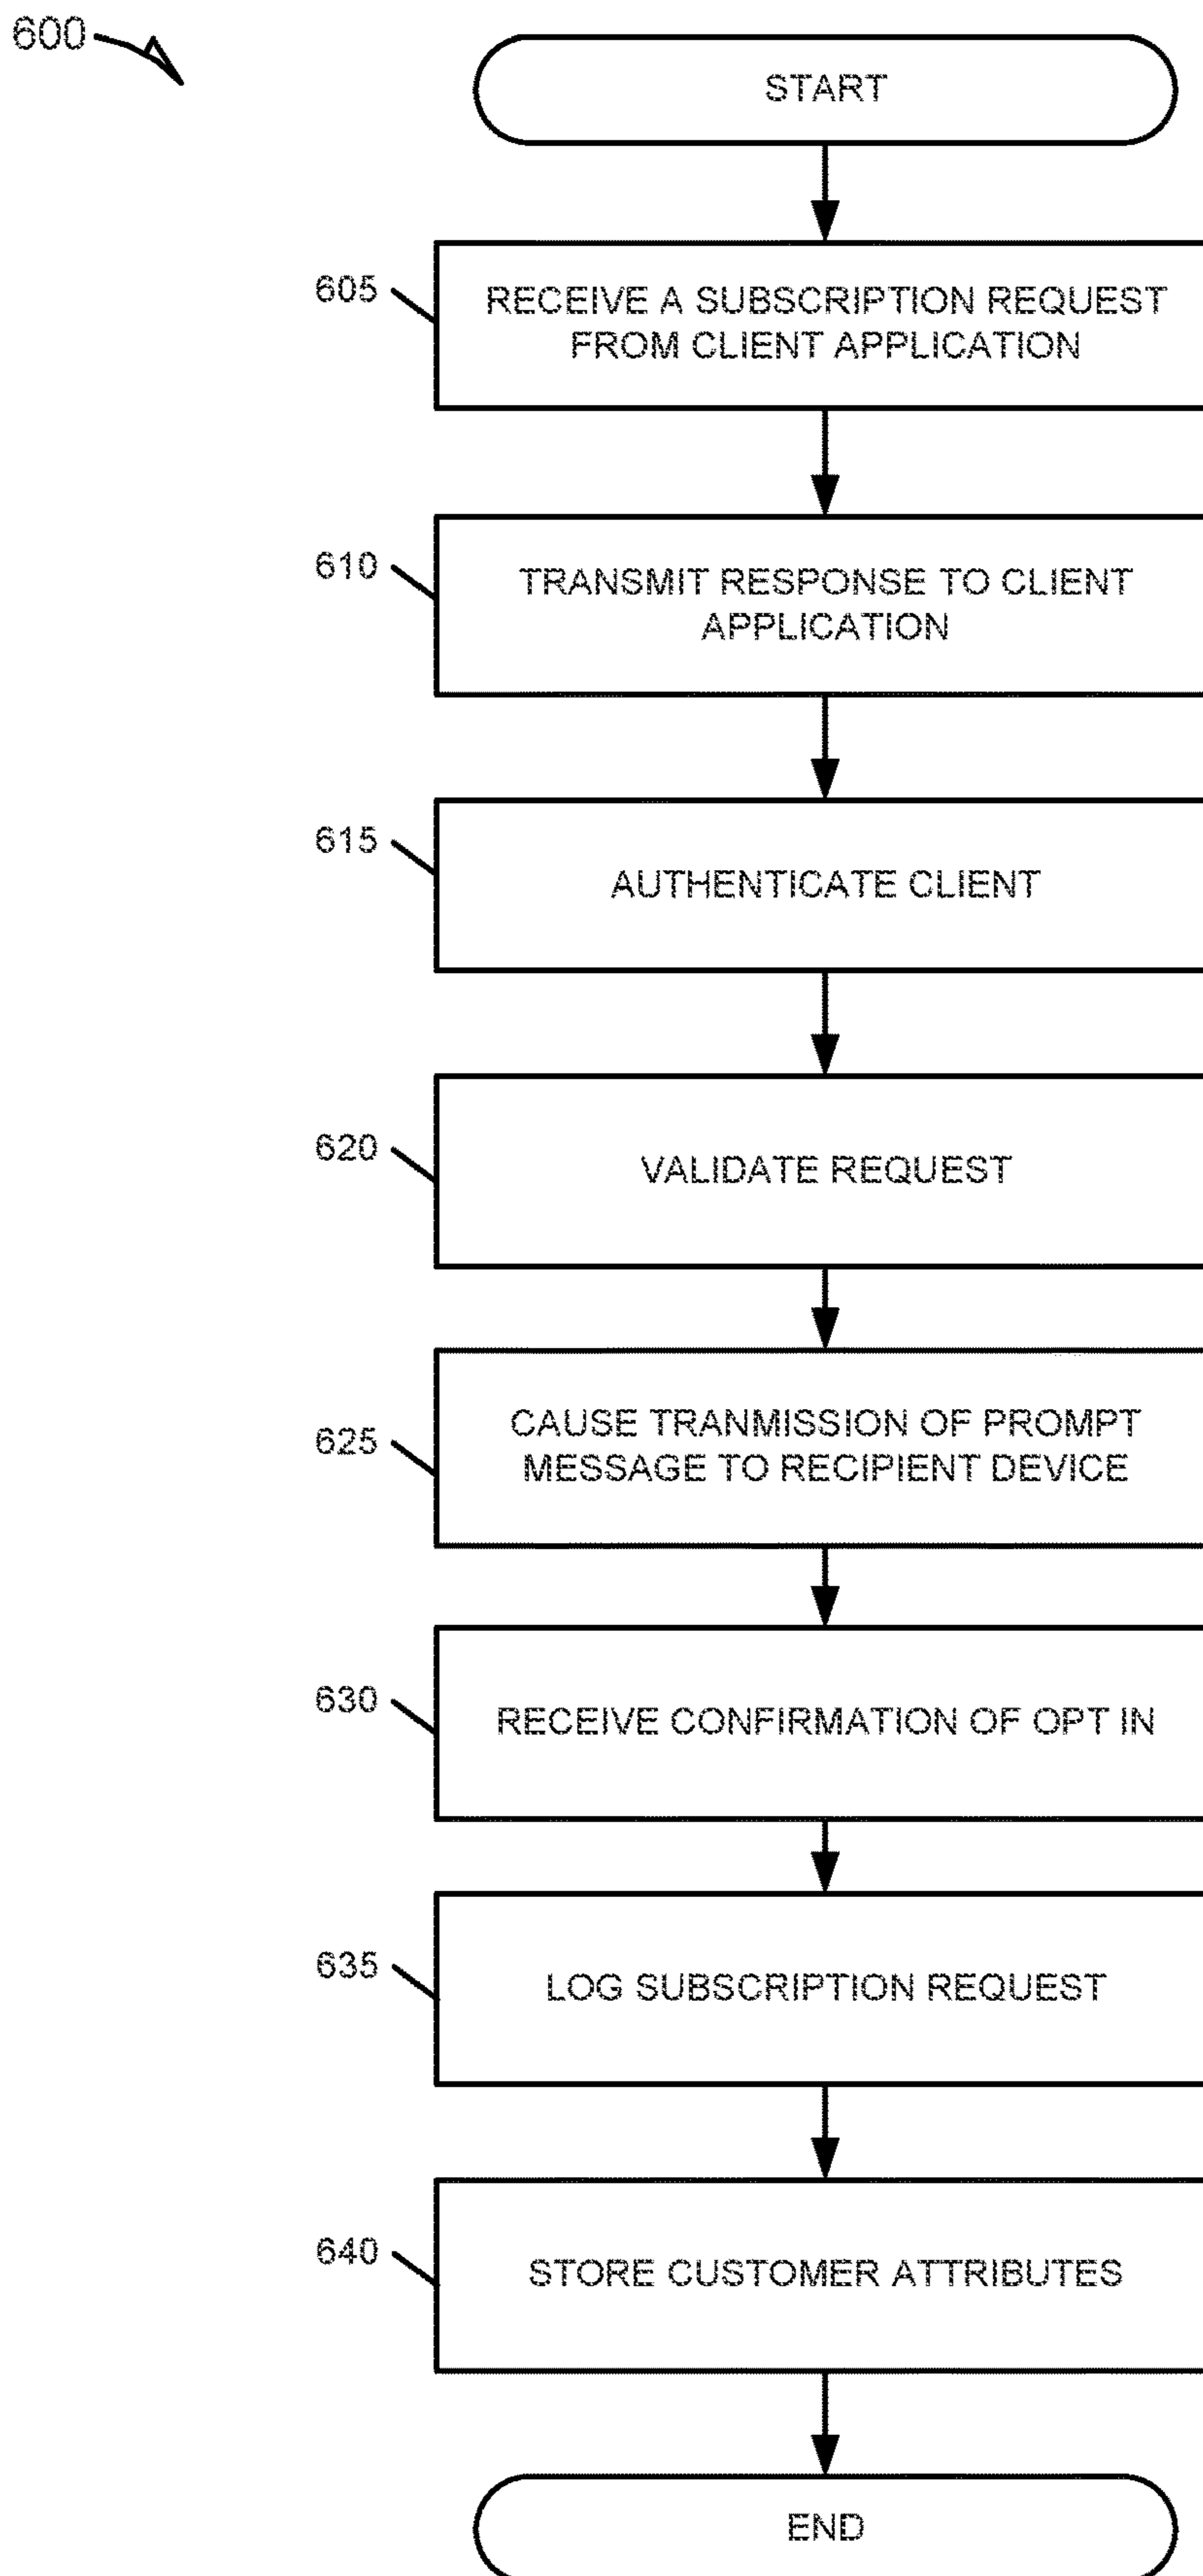 600
START
605
RECEIVE A SUBSCRIPTION REQUEST
FROM CLIENT APPLICATION
610
TRANSMIT RESPONSE TO CLIENT
APPLICATION
615
AUTHENTICATE CLIENT
620
VALIDATE REQUEST
625
CAUSE TRANMISSION OF PROMPT
MESSAGE TO RECIPIENT DEVICE
630
RECEIVE CONFIRMATION OF OPT IN
635
LOG SUBSCRIPTION REQUEST
640
STORE CUSTOMER ATTRIBUTES
END